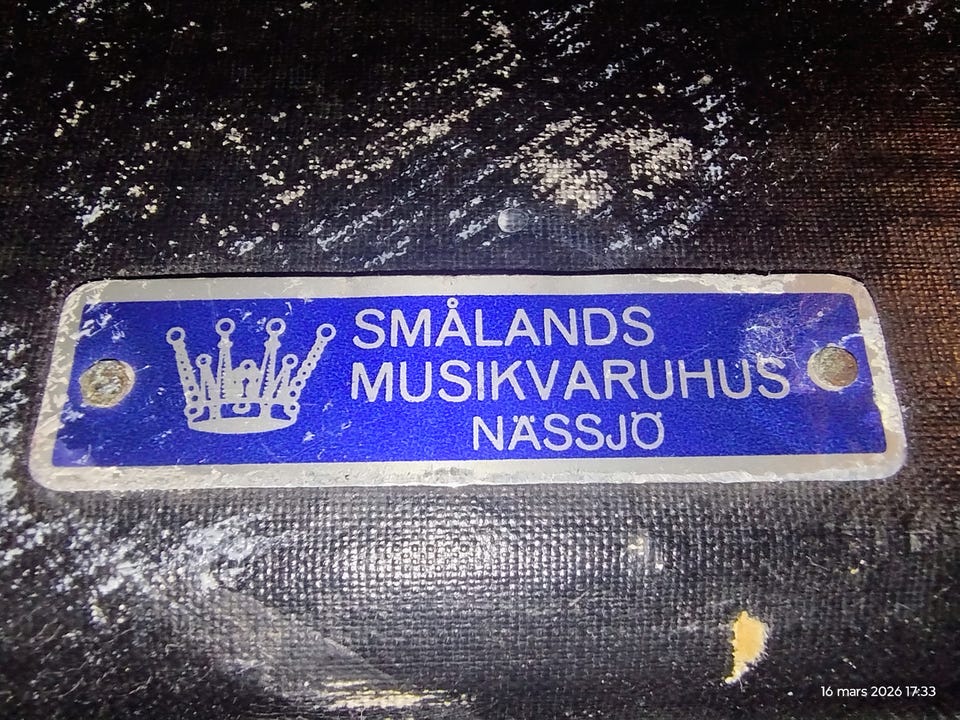 SMÅLANDS
MUSIKVARUHUS
NÄSSJÖ
16 mars 2026 17:33